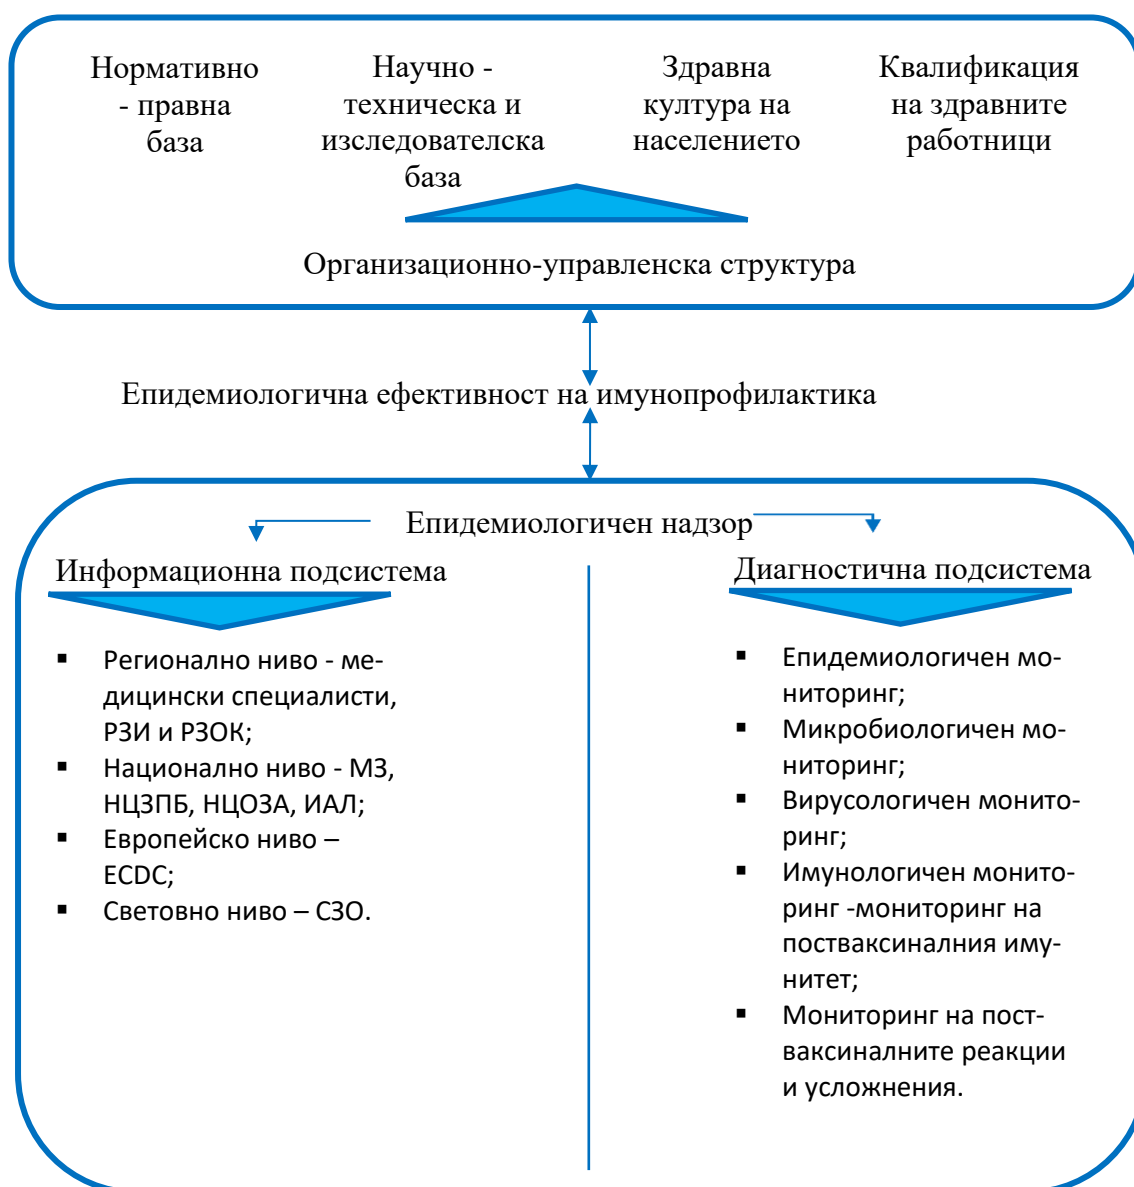 Нормативно
- правна
база
Научно -
техническа и
изследователска
база
Здравна
култура на
населението
Квалификация
на здравните
работници
Организационно-управленска структура
Епидемиологична ефективност на имунопрофилактика
Епидемиологичен надзор
Информационна подсистема
▪ Регионално ниво - ме-
дицински специалисти,
РЗИ и РЗОК;
▪ Национално ниво - МЗ,
НЦЗПБ, НЦОЗА, ИАЛ;
▪ Европейско ниво –
ECDC;
▪ Световно ниво – СЗО.
Диагностична подсистема
▪ Епидемиологичен мо-
ниторинг;
▪ Микробиологичен мо-
ниторинг;
▪ Вирусологичен монито-
ринг;
▪ Имунологичен монито-
ринг -мониторинг на
постваксиналния иму-
нитет;
▪ Мониторинг на пост-
ваксиналните реакции
и усложнения.